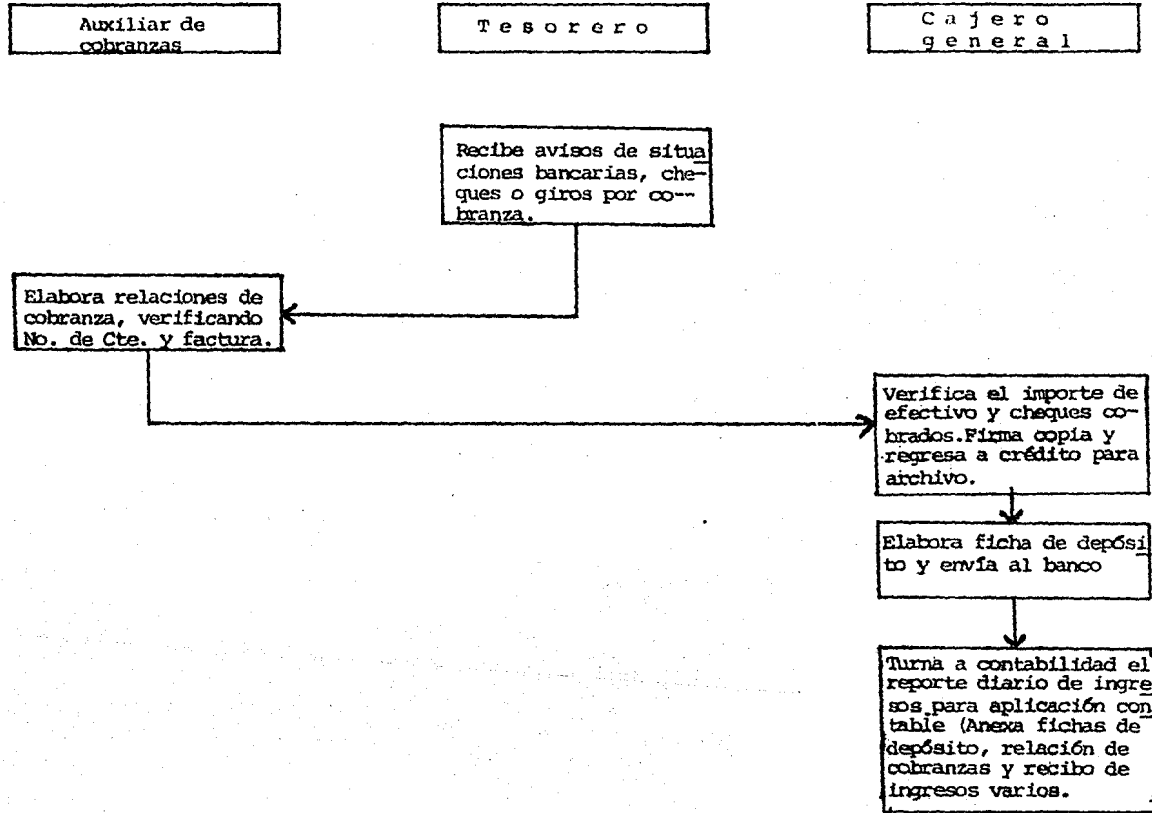 Auxiliar de
cobranzas
Tesorero
Cajero
general
Recibe avisos de situa
ciones bancarias, che-
ques o giros por co--
branza.
Elabora relaciones de
cobranza, verificando
No. de Cte. y factura.
Verifica el importe de
efectivo y cheques co-
brados.Firma copia y
regresa a crédito para
archivo.
Elabora ficha de depósi
to y envía al banco
Turna a contabilidad el
reporte diario de ingre
sos para aplicación con
table (Anexa fichas de
depósito, relación de
cobranzas y recibo de
ingresos varios.